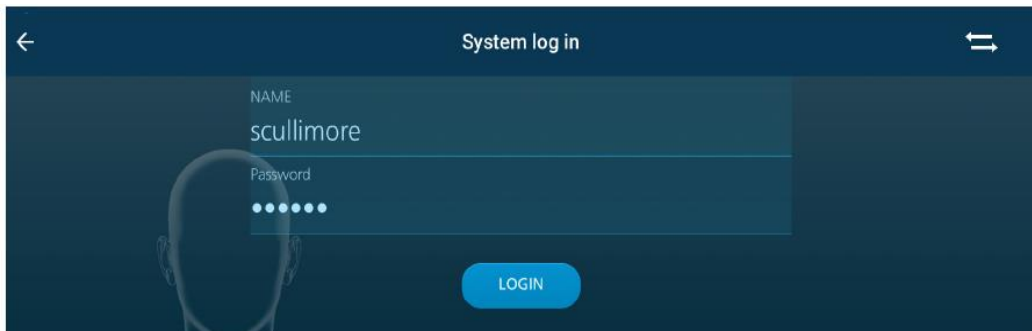 System log in
NAME
scullimore
Password
••••••
LOGIN